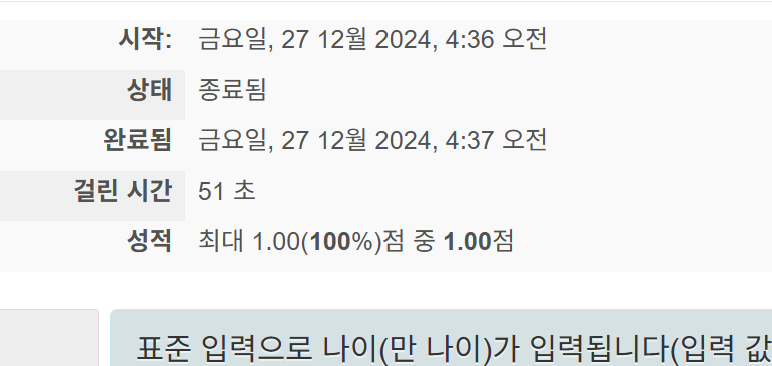 시작: 금요일, 27 12월 2024, 4:36 오전
상태 종료됨
완료됨 금요일, 27 12월 2024, 4:37 오전
걸린 시간 51 초
성적 최대 1.00(100%)점 중 1.00점
표준 입력으로 나이(만 나이)가 입력됩니다(입력 값